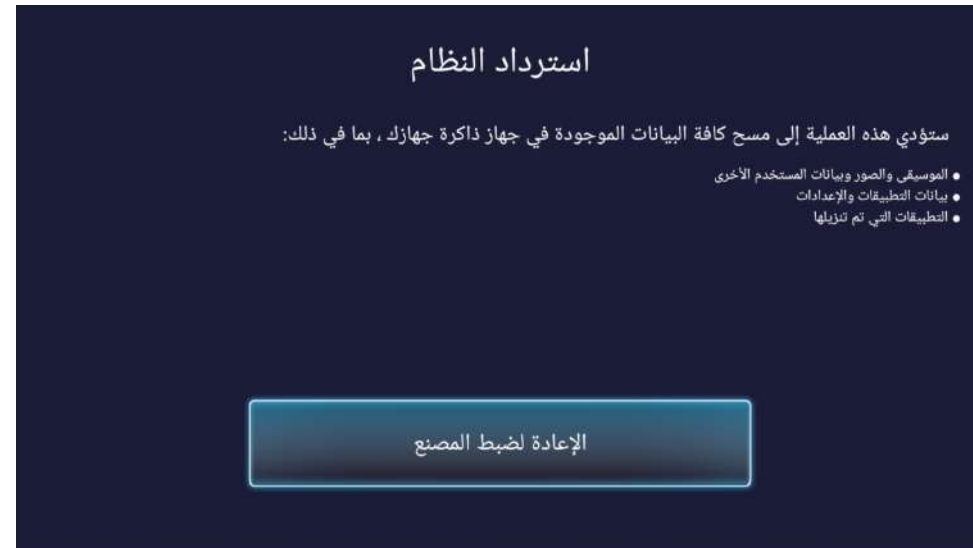 استرداد النظام
ستؤدي هذه العملية إلى مسح كافة البيانات الموجودة في جهاز ذاكرة جهازك ، بما في ذلك:
● الموسيقى والصور وبيانات المستخدم الأخرى
● بيانات التطبيقات والإعدادات
● التطبيقات التي تم تنزيلها
الإعادة لضبط المصنع